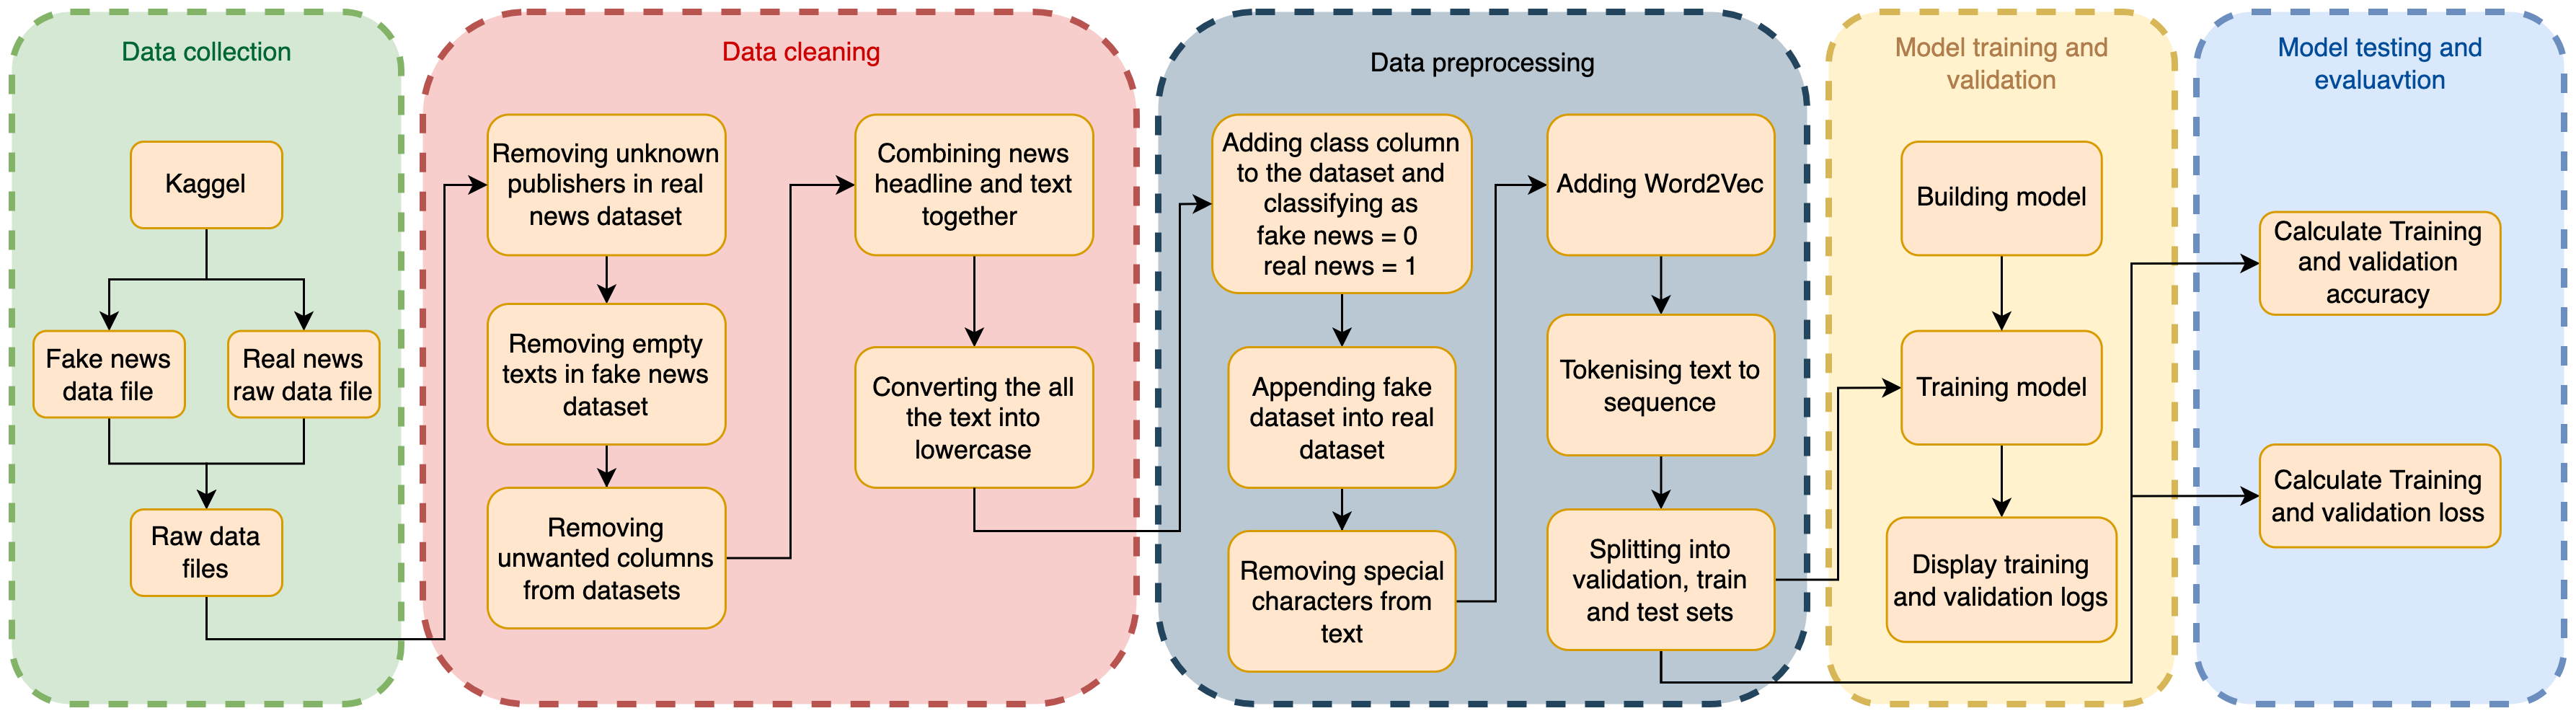 Data collection
Kaggel
Fake news
data file
Real news
raw data file
Raw data
files
Data cleaning
Removing unknown
publishers in real
news dataset
Removing empty
texts in fake news
dataset
Removing
unwanted columns
from datasets
Combining news
headline and text
together
Converting the all
the text into
lowercase
Data preprocessing
Adding class column
to the dataset and
classifying as
fake news = 0
real news = 1
Appending fake
dataset into real
dataset
Removing special
characters from
text
Adding Word2Vec
Tokenising text to
sequence
Splitting into
validation, train
and test sets
Model training and
validation
Building model
Training model
Display training
and validation logs
Model testing and
evaluavtion
Calculate Training
and validation
accuracy
Calculate Training
and validation loss